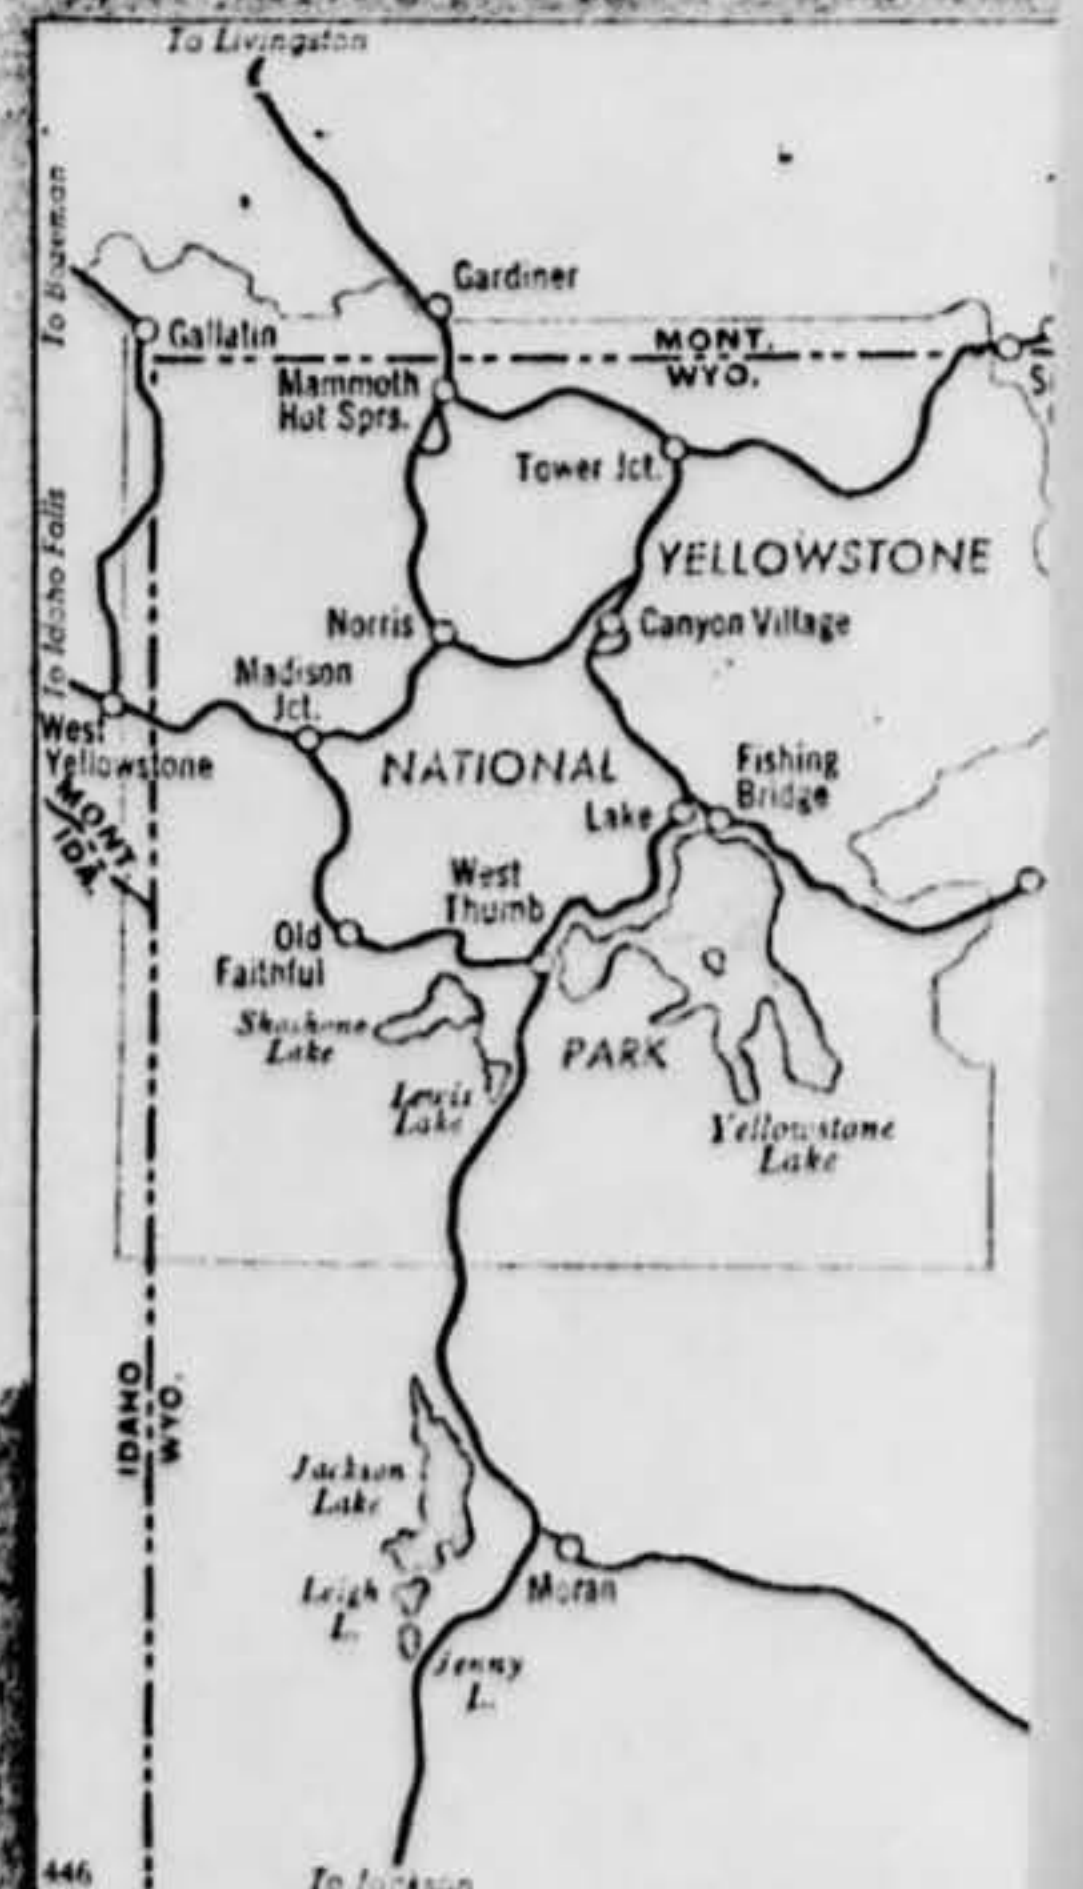 To Livingston
To Bozeman
Gardiner
Gallatin
MONT.
WYO.
Mammoth
Hot Sprs.
Tower Jct.
To Idaho Falls
YELLOWSTONE
Norris
Canyon Village
Madison
Jct.
West
Yellowstone
NATIONAL
Fishing
Bridge
Lake
MONT.
IDA.
West
Thumb
Old
Faithful
Shoshone
Lake
PARK
Lewis
Lake
Yellowstone
Lake
IDAHO
WYO.
Jackson
Lake
Leigh
L.
Moran
Jenny
L.
446
To Jackson